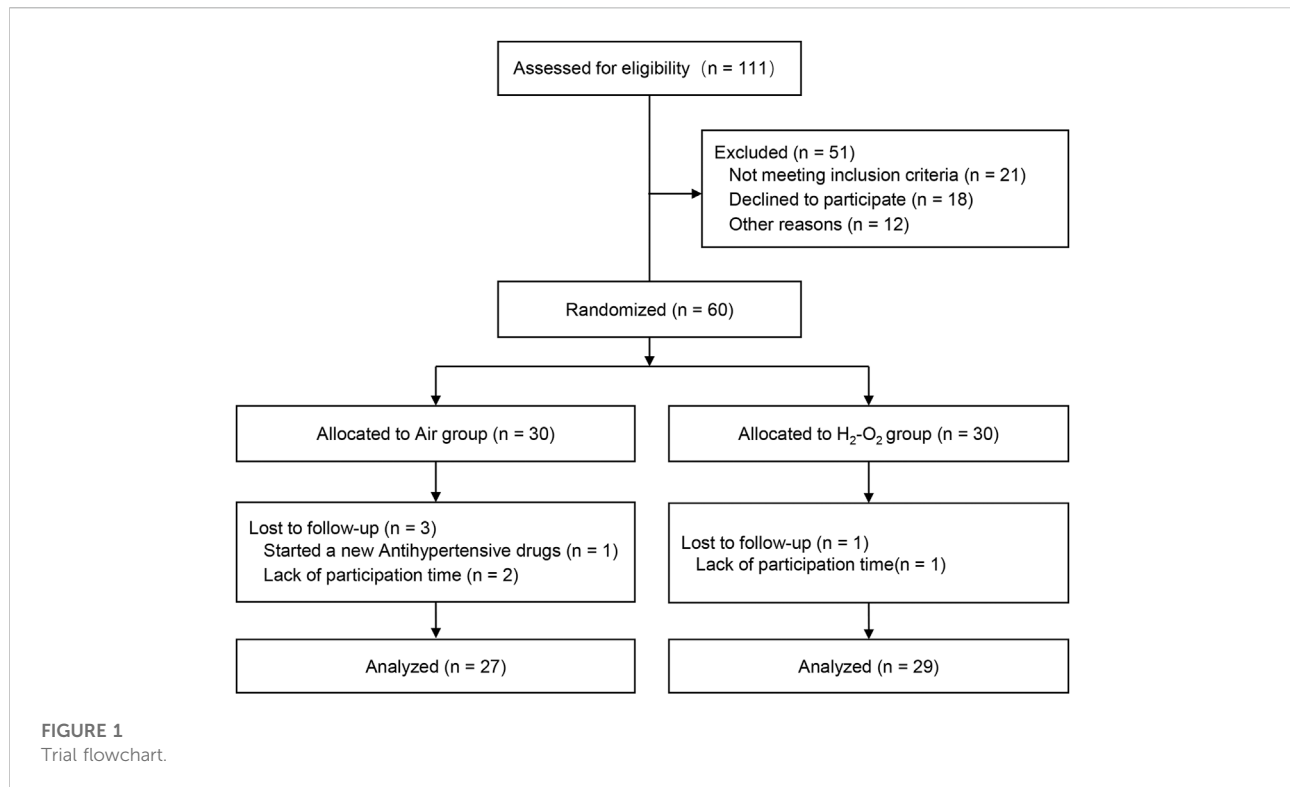 Assessed for eligibility（n = 111)
Excluded (n = 51)
Not meeting inclusion criteria (n = 21)
Declined to participate (n = 18)
Other reasons (n = 12)
Randomized (n = 60)
Allocated to Air group (n = 30)
Allocated to H₂-O₂ group (n = 30)
Lost to follow-up (n = 3)
Started a new Antihypertensive drugs (n = 1)
Lack of participation time (n = 2)
Lost to follow-up (n = 1)
Lack of participation time(n = 1)
Analyzed (n = 27)
Analyzed (n = 29)
FIGURE 1
Trial flowchart.